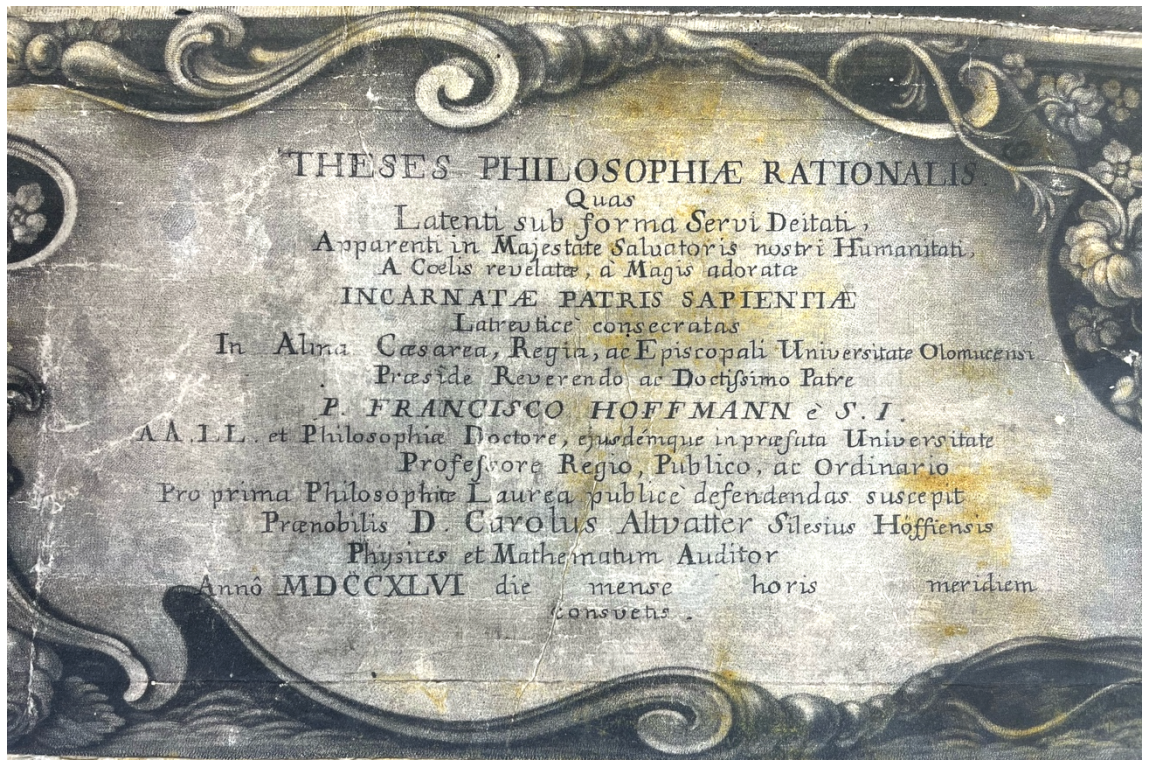 THESES PHILOSOPHIÆ RATIONALIS.
Quas
Latenti sub forma Servi Deitati,
Apparenti in Majestate Salvatoris nostri Humanitati,
A Cœlis revelatæ, a Magis adoratæ
INCARNATÆ PATRIS SAPIENTIÆ
Latreuticè consecratas
In Alma Cæsarea, Regia, ac Episcopali Universitate Olomucensi
Præside Reverendo ac Doctissimo Patre
P. FRANCISCO HOFFMANN è S. I.
AA.LL. et Philosophiæ Doctore, ejusdémque in præfata Universitate
Professore Regio, Publico, ac Ordinario
Pro prima Philosophiæ Laurea publicè defendendas suscepit
Prænobilis D. Carolus Altvatter Silesius Höffiensis
Physices et Mathematum Auditor
Annô MDCCXLVI die mense horis meridiem
consuetis.